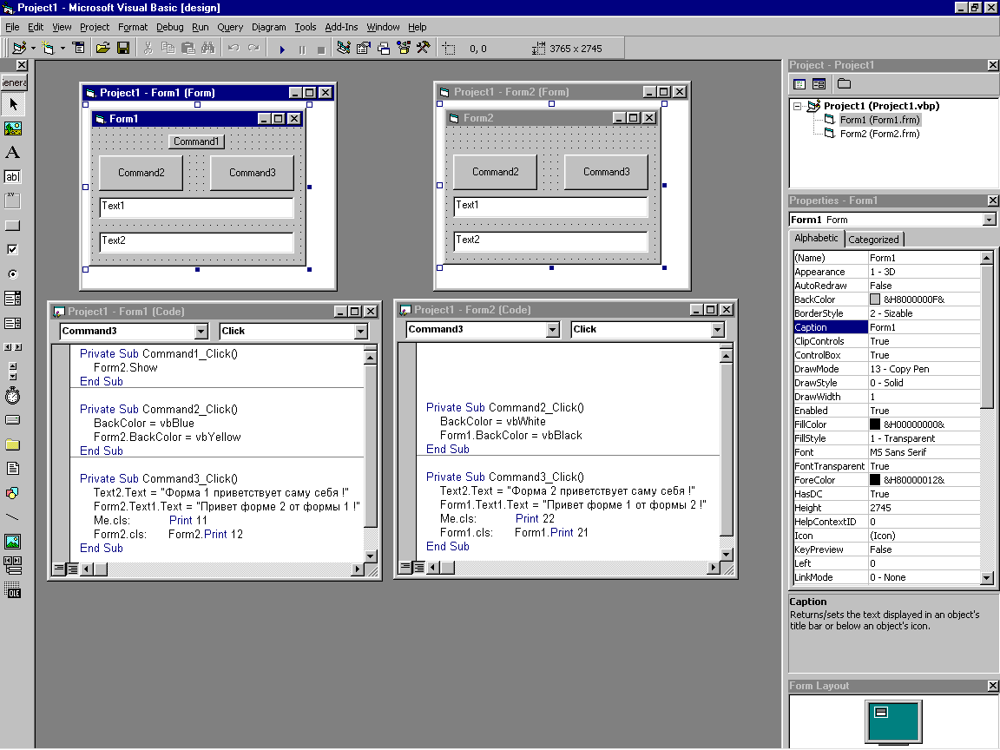 Project1 - Microsoft Visual Basic [design]
File Edit View Project Format Debug Run Query Diagram Tools Add-Ins Window Help
0, 0 3765 x 2745
General
A
ab|
xy
OLE
Project1 - Form1 (Form)
Form1
Command1
Command2 Command3
Text1
Text2
Project1 - Form2 (Form)
Form2
Command2 Command3
Text1
Text2
Project1 - Form1 (Code)
Command3 Click
Private Sub Command1_Click()
Form2.Show
End Sub
Private Sub Command2_Click()
BackColor = vbBlue
Form2.BackColor = vbYellow
End Sub
Private Sub Command3_Click()
Text2.Text = "Форма 1 приветствует саму себя !"
Form2.Text1.Text = "Привет форме 2 от формы 1 !"
Me.cls: Print 11
Form2.cls: Form2.Print 12
End Sub
Project1 - Form2 (Code)
Command3 Click
Private Sub Command2_Click()
BackColor = vbWhite
Form1.BackColor = vbBlack
End Sub
Private Sub Command3_Click()
Text2.Text = "Форма 2 приветствует саму себя !"
Form1.Text1.Text = "Привет форме 1 от формы 2 !"
Me.cls: Print 22
Form1.cls: Form1.Print 21
End Sub
Project - Project1
Project1 (Project1.vbp)
Form1 (Form1.frm)
Form2 (Form2.frm)
Properties - Form1
Form1 Form
Alphabetic Categorized
(Name) Form1
Appearance 1 - 3D
AutoRedraw False
BackColor &H8000000F&
BorderStyle 2 - Sizable
Caption Form1
ClipControls True
ControlBox True
DrawMode 13 - Copy Pen
DrawStyle 0 - Solid
DrawWidth 1
Enabled True
FillColor &H00000000&
FillStyle 1 - Transparent
Font MS Sans Serif
FontTransparent True
ForeColor &H80000012&
HasDC True
Height 2745
HelpContextID 0
Icon (Icon)
KeyPreview False
Left 0
LinkMode 0 - None
Caption
Returns/sets the text displayed in an object's
title bar or below an object's icon.
Form Layout